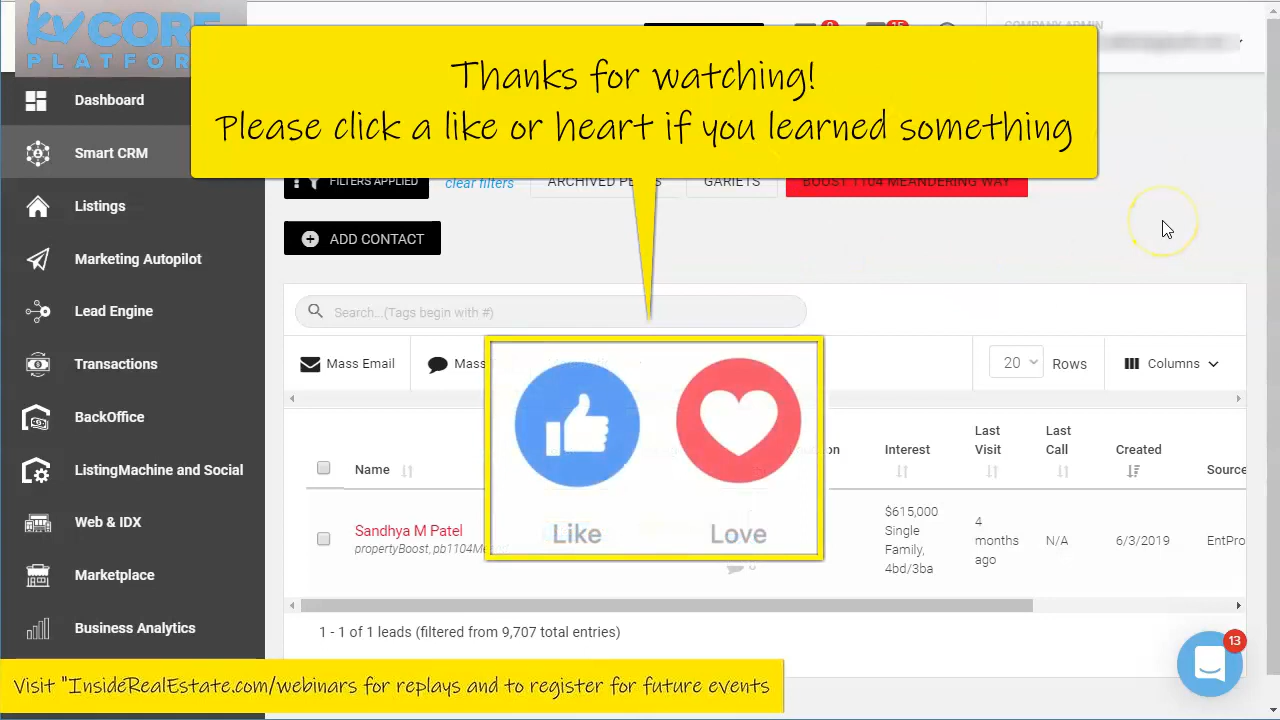 kvCORE
PLATFORM
COMPANY ADMIN
Thanks for watching!
Please click a like or heart if you learned something
Dashboard
Smart CRM
Listings
Marketing Autopilot
Lead Engine
Transactions
BackOffice
ListingMachine and Social
Web & IDX
Marketplace
Business Analytics
FILTERS APPLIED
clear filters
GARIETS
BOOST 1104 MEANDERING WAY
ADD CONTACT
Search...(Tags begin with #)
Mass Email
Mass
20
Rows
Columns
Name
Interest
Last Visit
Last Call
Created
Source
Sandhya M Patel
propertyBoost, pb1104Me
$615,000
Single
Family,
4bd/3ba
4
months
ago
N/A
6/3/2019
EntPro
Like
Love
1 - 1 of 1 leads (filtered from 9,707 total entries)
13
Visit "InsideRealEstate.com/webinars for replays and to register for future events